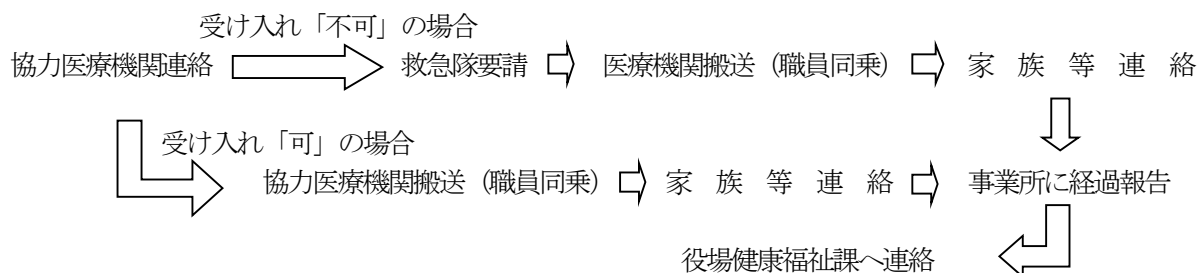 受け入れ「不可」の場合
協力医療機関連絡 救急隊要請 医療機関搬送（職員同乗） 家族等連絡
受け入れ「可」の場合
協力医療機関搬送（職員同乗） 家族等連絡 事業所に経過報告
役場健康福祉課へ連絡